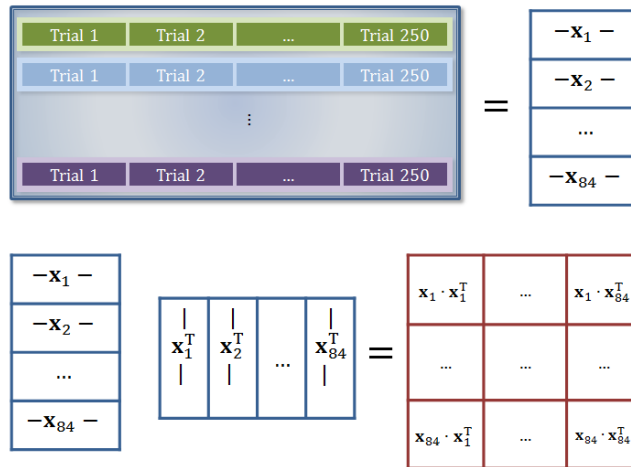 Trial 1 Trial 2 ... Trial 250
Trial 1 Trial 2 ... Trial 250
⋮
Trial 1 Trial 2 ... Trial 250
=
−x₁ −
−x₂ −
...
−x₈₄ −
−x₁ −
−x₂ −
...
−x₈₄ −
| | |
x₁ᵀ x₂ᵀ ... x₈₄ᵀ
| | |
=
x₁ · x₁ᵀ ... x₁ · x₈₄ᵀ
... ... ...
x₈₄ · x₁ᵀ ... x₈₄ · x₈₄ᵀ